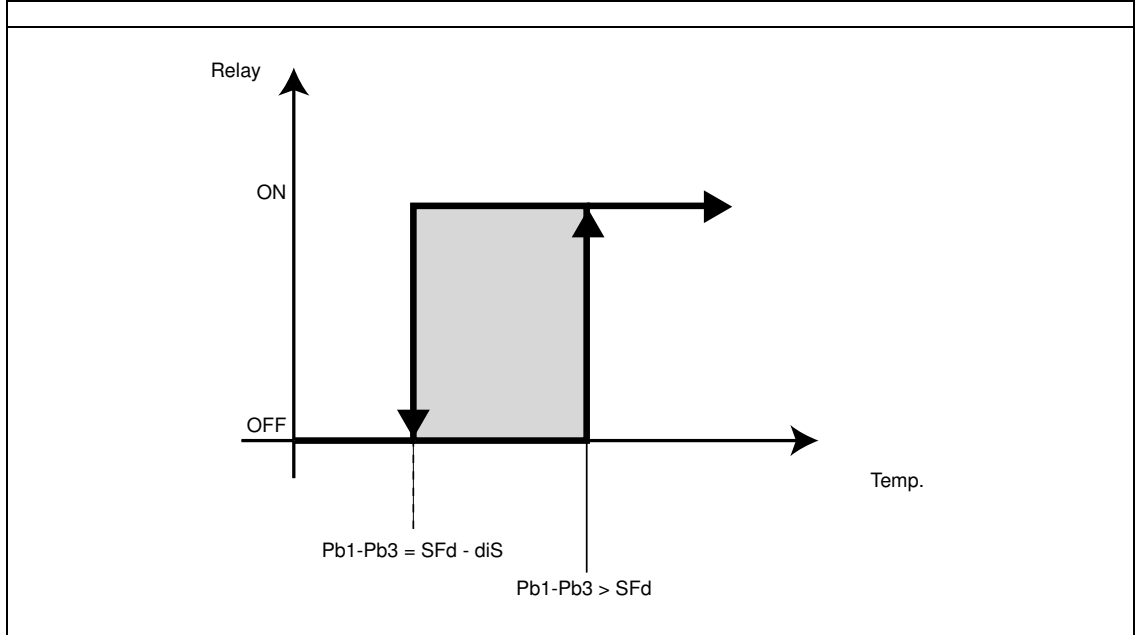 Relay
ON
OFF
Temp.
Pb1-Pb3 = SFd - diS
Pb1-Pb3 > SFd